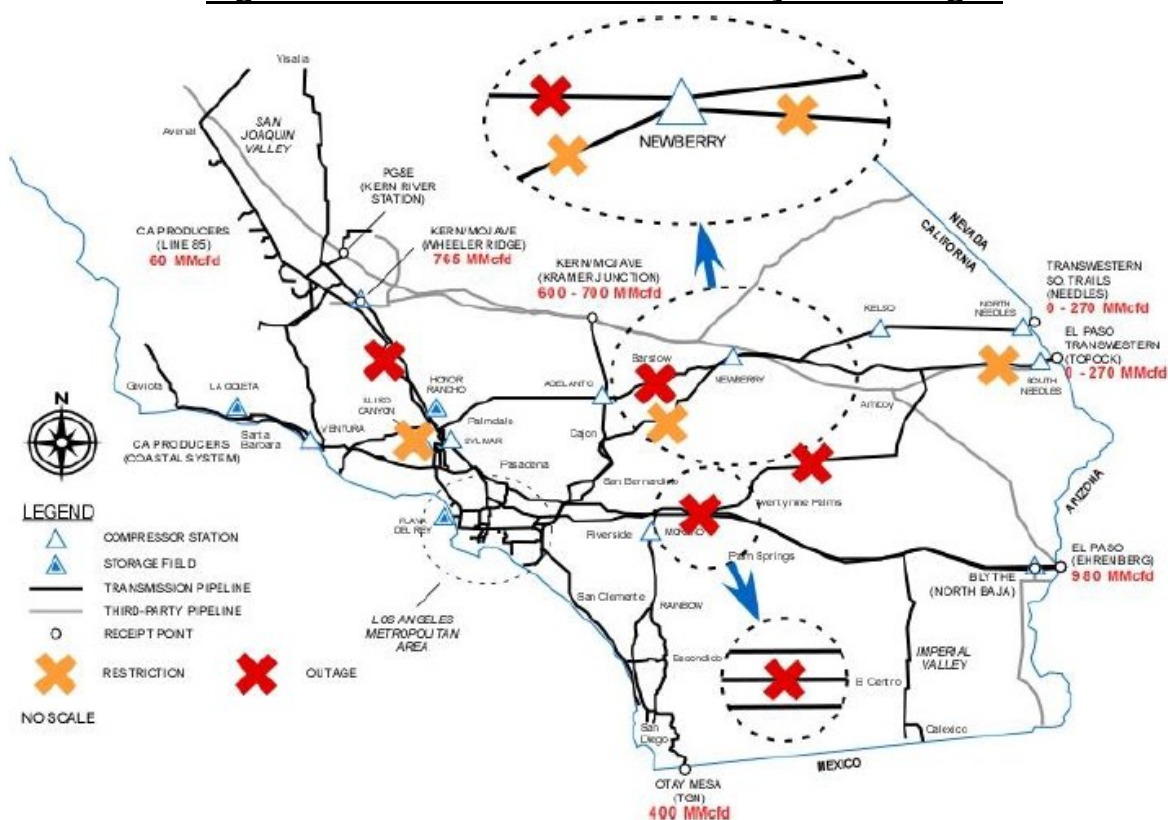 Visalia
Avenal
SAN
JOAQUIN
VALLEY
PG&E
(KERN RIVER
STATION)
CA PRODUCERS
(LINE 85)
60 MMcfd
KERN/MOJAVE
(WHEELER RIDGE)
765 MMcfd
KERN/MOJAVE
(KRAMER JUNCTION)
600 - 700 MMcfd
NEWBERRY
NEVADA
CALIFORNIA
TRANSWESTERN
SO. TRAILS
(NEEDLES)
0 - 270 MMcfd
EL PASO
TRANSWESTERN
(TOPOCK)
0 - 270 MMcfd
KELSO
NORTH
NEEDLES
SOUTH
NEEDLES
Barstow
NEWBERRY
ADELANTO
Amboy
Gaviota
LA GOLETA
HONOR
RANCHO
CANYON
Palmdale
SYLMAR
Cajon
Santa
Barbara
VENTURA
CA PRODUCERS
(COASTAL SYSTEM)
N
Pasadena
San Bernardino
Twentynine Palms
ARIZONA
PLAYA
DEL REY
Riverside
MORENO
Palm Springs
EL PASO
(EHRENBERG)
980 MMcfd
BLYTHE
(NORTH BAJA)
LEGEND
COMPRESSOR STATION
STORAGE FIELD
TRANSMISSION PIPELINE
THIRD-PARTY PIPELINE
RECEIPT POINT
RESTRICTION
OUTAGE
NO SCALE
LOS ANGELES
METROPOLITAN
AREA
San Clemente
RAINBOW
Escondido
IMPERIAL
VALLEY
El Centro
San
Diego
Calexico
MEXICO
OTAY MESA
(TGN)
400 MMcfd